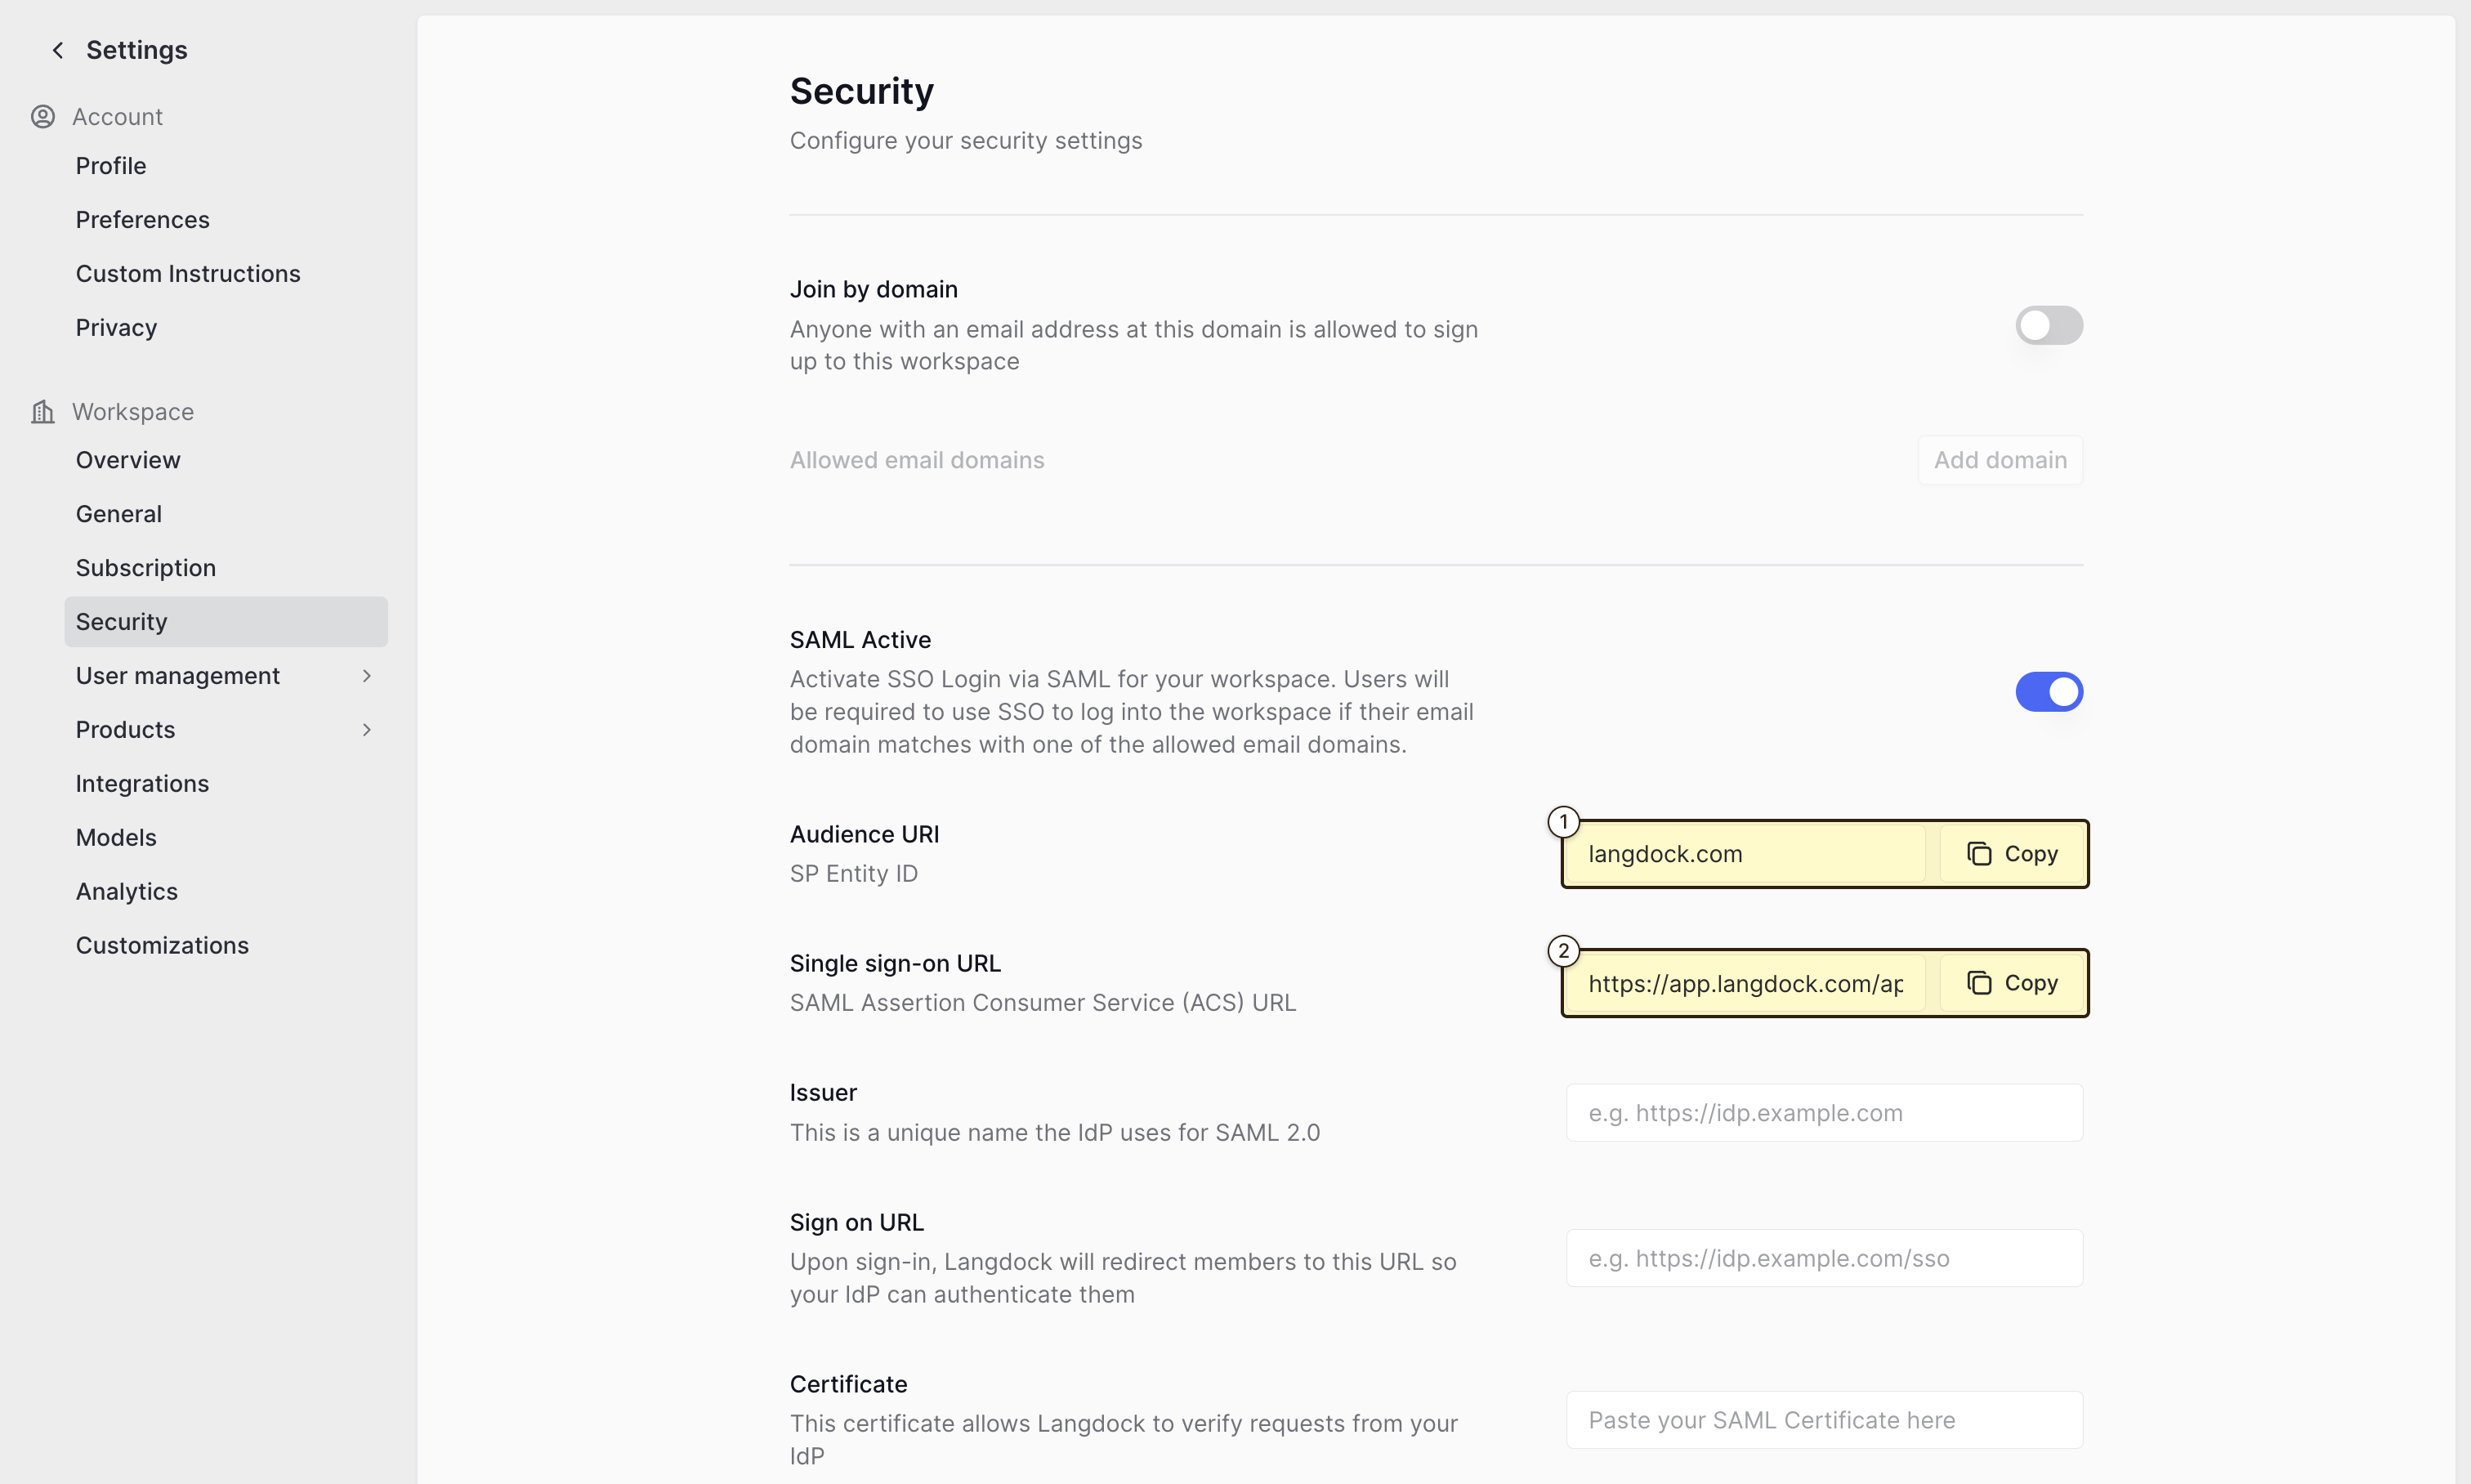 Settings
Account
Profile
Preferences
Custom Instructions
Privacy
Workspace
Overview
General
Subscription
Security
User management
Products
Integrations
Models
Analytics
Customizations
Security
Configure your security settings
Join by domain
Anyone with an email address at this domain is allowed to sign
up to this workspace
Allowed email domains
Add domain
SAML Active
Activate SSO Login via SAML for your workspace. Users will
be required to use SSO to log into the workspace if their email
domain matches with one of the allowed email domains.
Audience URI
SP Entity ID
1
langdock.com
Copy
Single sign-on URL
SAML Assertion Consumer Service (ACS) URL
2
https://app.langdock.com/ap
Copy
Issuer
This is a unique name the IdP uses for SAML 2.0
e.g. https://idp.example.com
Sign on URL
Upon sign-in, Langdock will redirect members to this URL so
your IdP can authenticate them
e.g. https://idp.example.com/sso
Certificate
This certificate allows Langdock to verify requests from your
IdP
Paste your SAML Certificate here